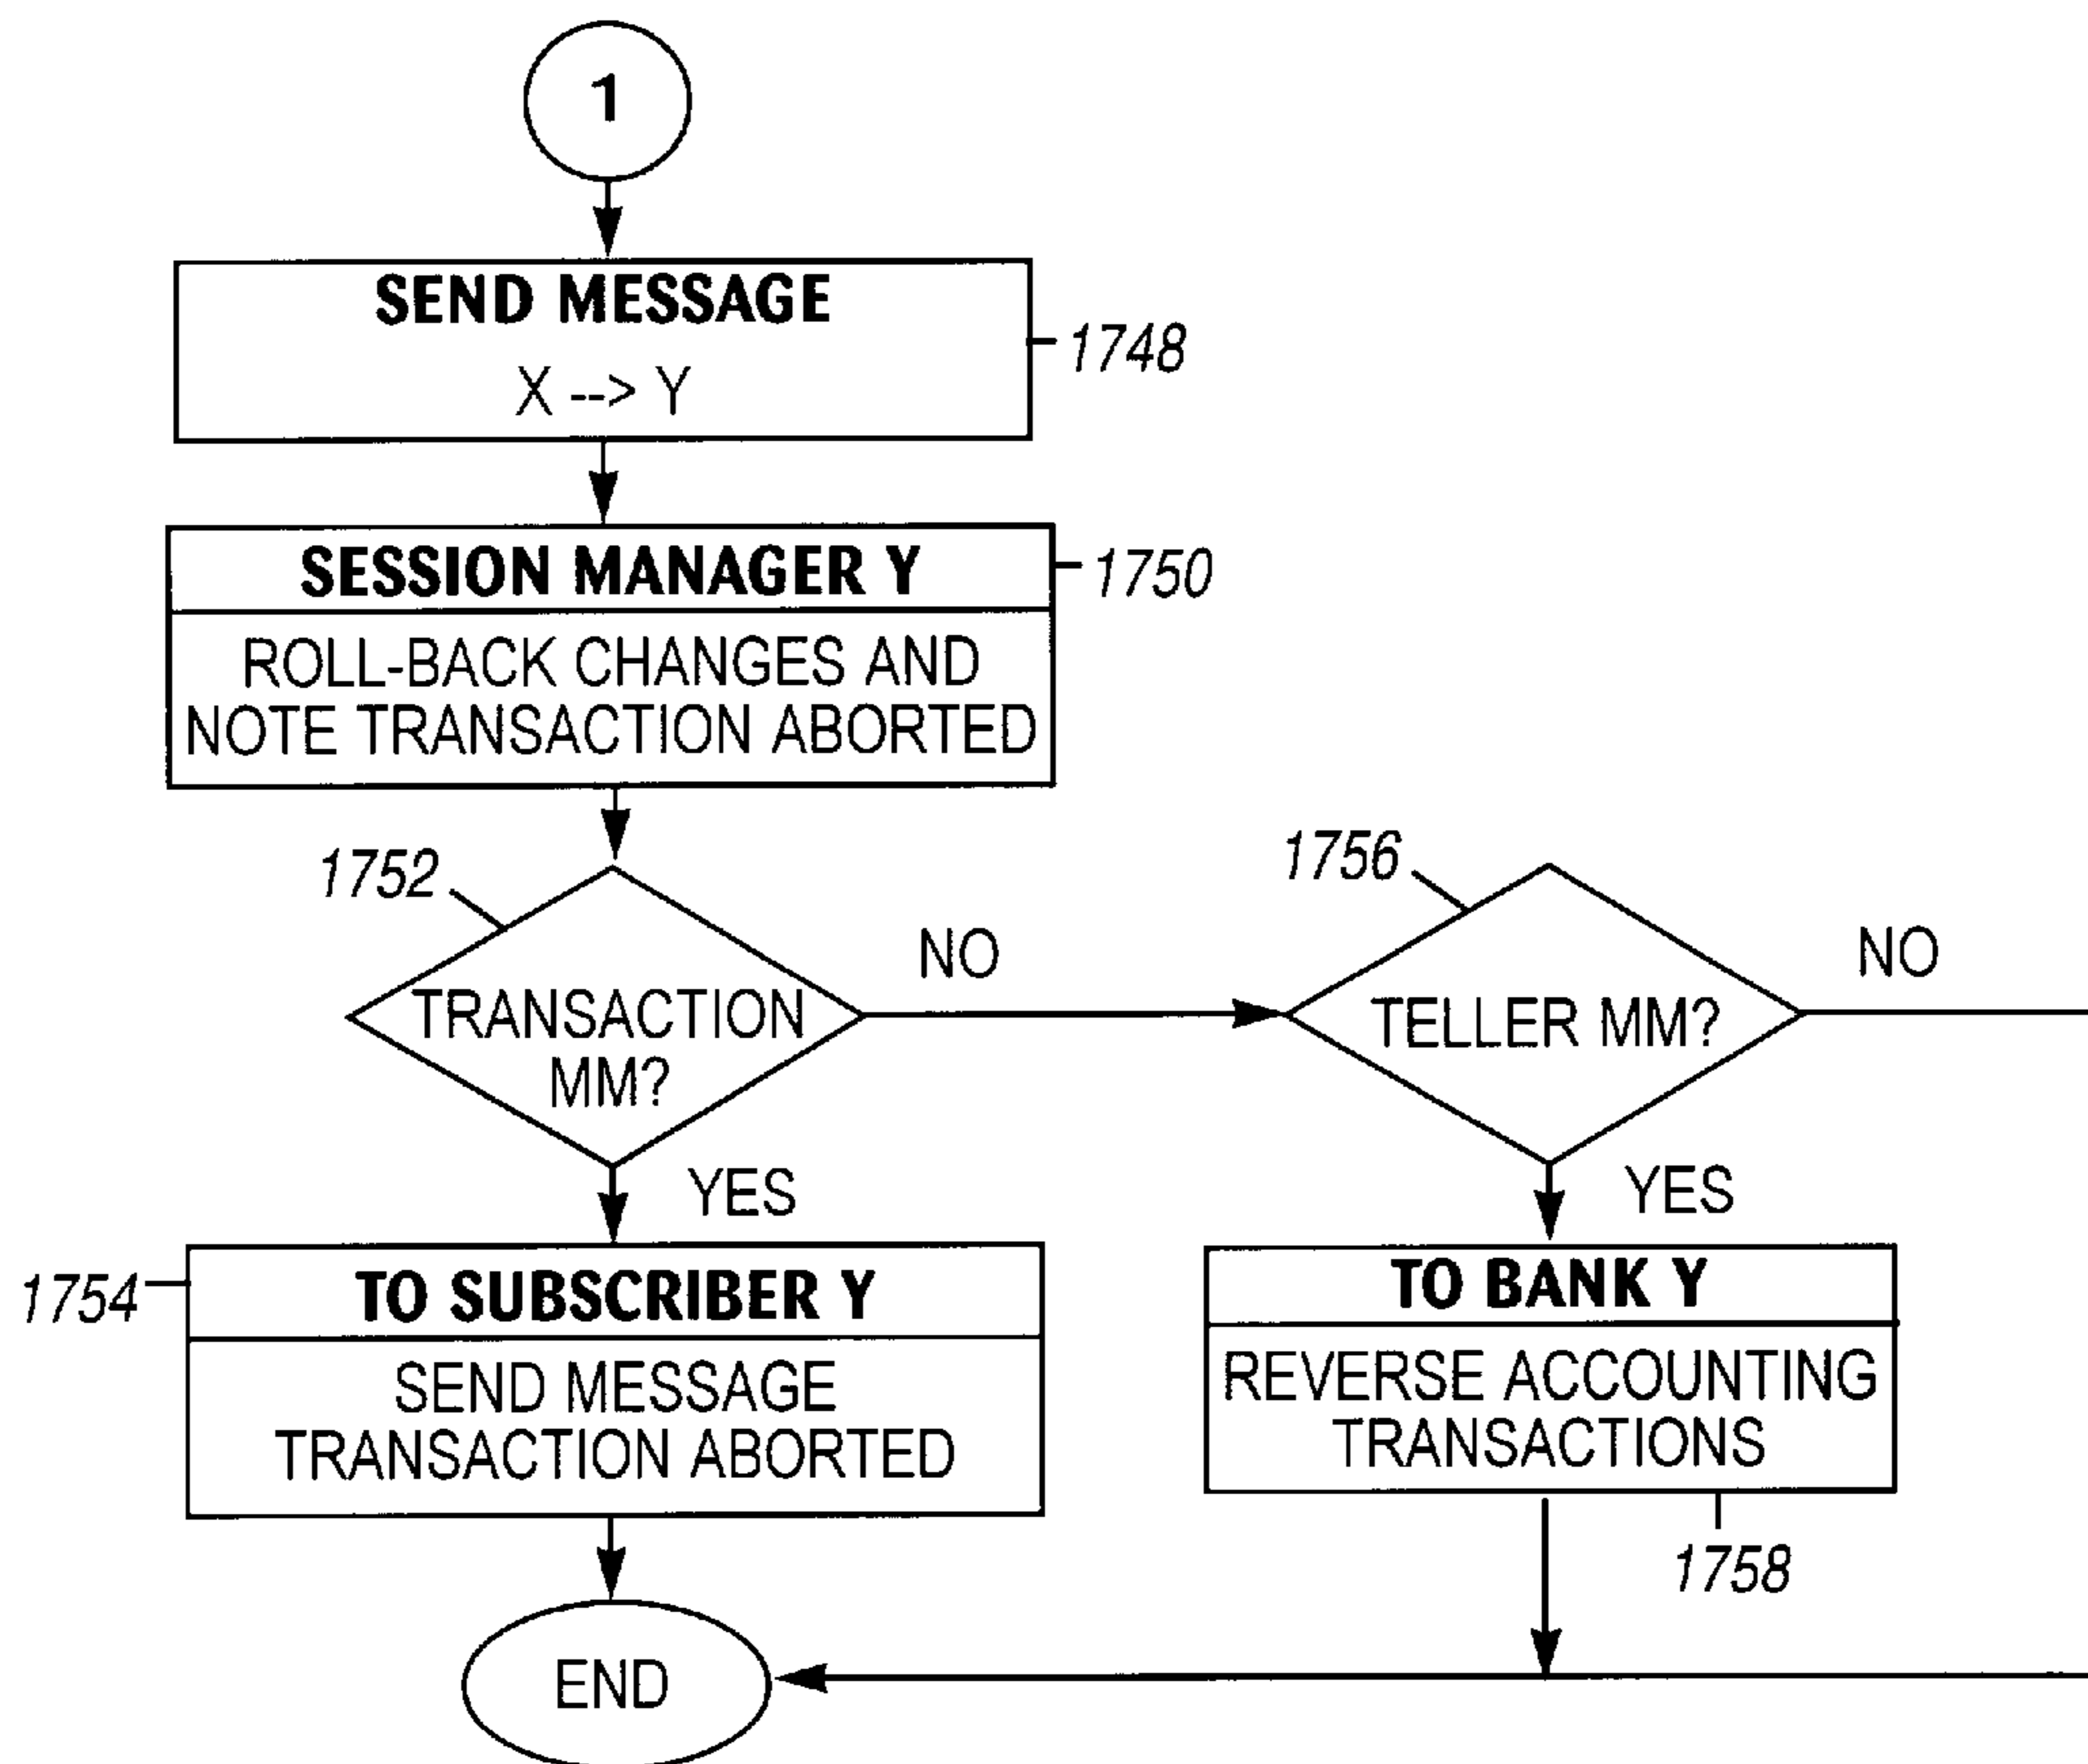 1
SEND MESSAGE
X --> Y
1748
SESSION MANAGER Y
1750
ROLL-BACK CHANGES AND
NOTE TRANSACTION ABORTED
1752
TRANSACTION
MM?
NO
1756
TELLER MM?
NO
YES
YES
1754
TO SUBSCRIBER Y
SEND MESSAGE
TRANSACTION ABORTED
TO BANK Y
REVERSE ACCOUNTING
TRANSACTIONS
1758
END